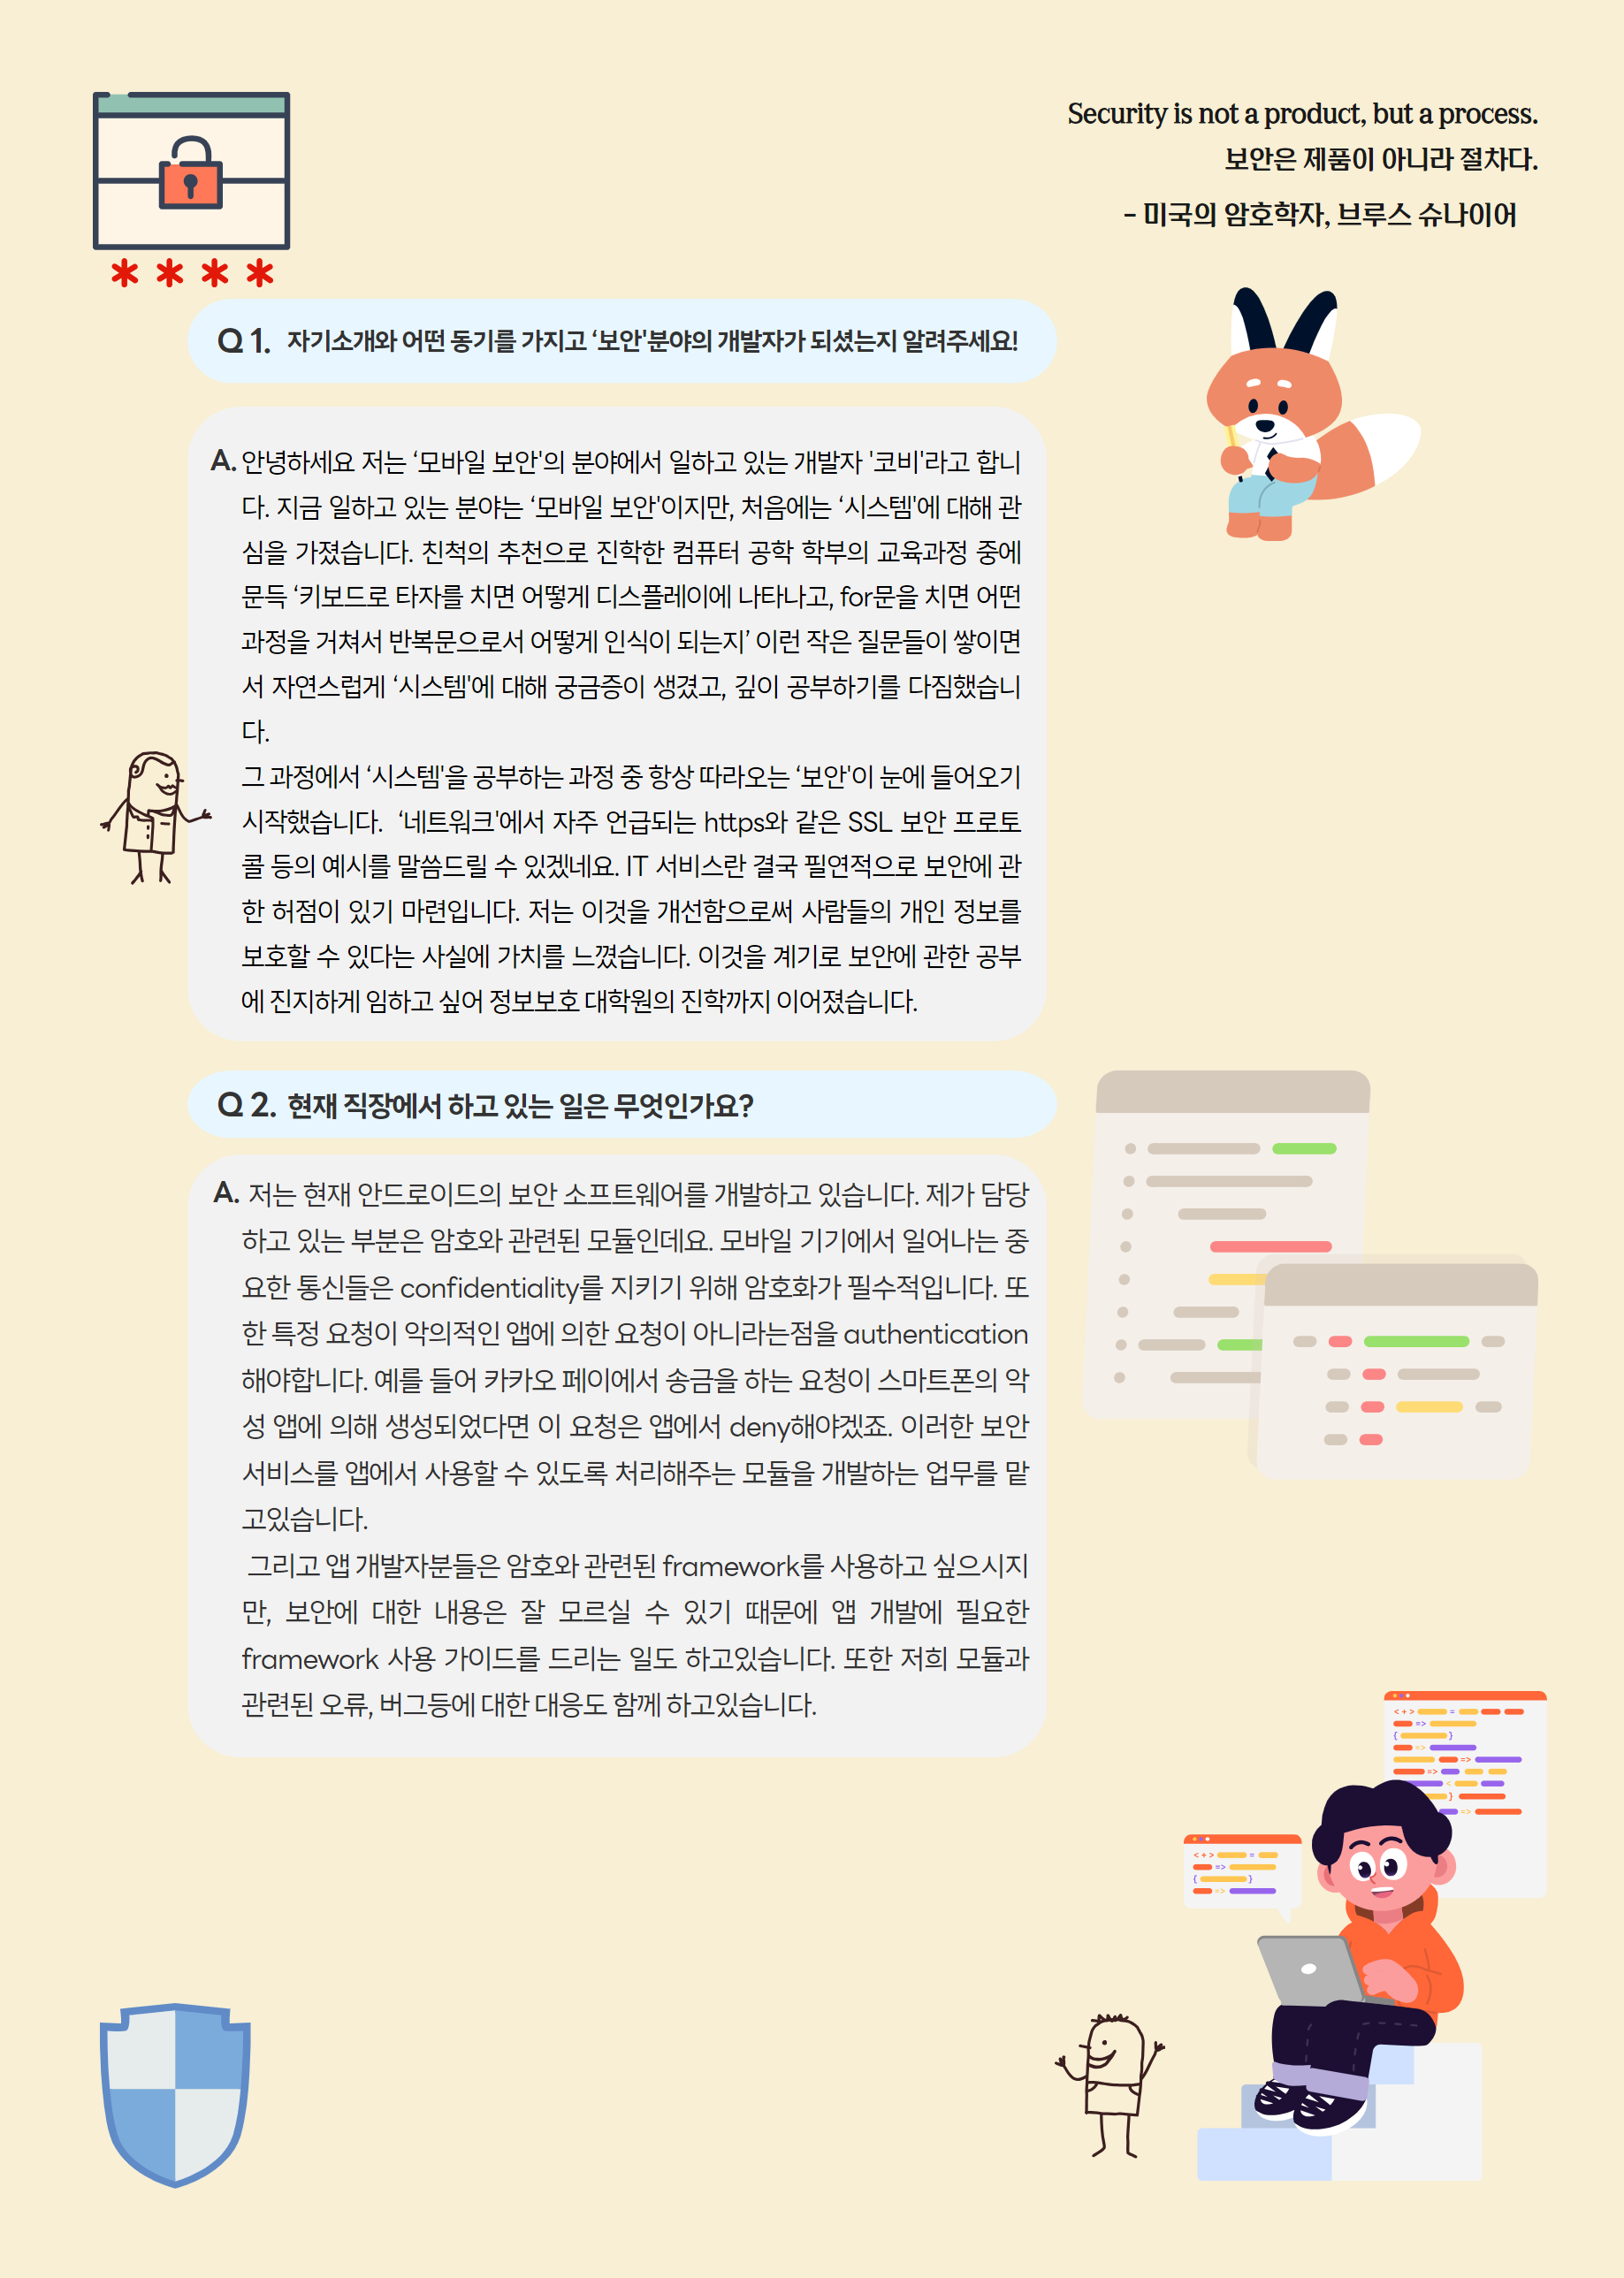 Security is not a product, but a process.
보안은 제품이 아니라 절차다.
- 미국의 암호학자, 브루스 슈나이어
Q 1. 자기소개와 어떤 동기를 가지고 ‘보안'분야의 개발자가 되셨는지 알려주세요!
A. 안녕하세요 저는 ‘모바일 보안'의 분야에서 일하고 있는 개발자 '코비'라고 합니
다. 지금 일하고 있는 분야는 ‘모바일 보안'이지만, 처음에는 ‘시스템'에 대해 관
심을 가졌습니다. 친척의 추천으로 진학한 컴퓨터 공학 학부의 교육과정 중에
문득 ‘키보드로 타자를 치면 어떻게 디스플레이에 나타나고, for문을 치면 어떤
과정을 거쳐서 반복문으로서 어떻게 인식이 되는지’ 이런 작은 질문들이 쌓이면
서 자연스럽게 ‘시스템'에 대해 궁금증이 생겼고, 깊이 공부하기를 다짐했습니
다.
그 과정에서 ‘시스템'을 공부하는 과정 중 항상 따라오는 ‘보안'이 눈에 들어오기
시작했습니다. ‘네트워크'에서 자주 언급되는 https와 같은 SSL 보안 프로토
콜 등의 예시를 말씀드릴 수 있겠네요. IT 서비스란 결국 필연적으로 보안에 관
한 허점이 있기 마련입니다. 저는 이것을 개선함으로써 사람들의 개인 정보를
보호할 수 있다는 사실에 가치를 느꼈습니다. 이것을 계기로 보안에 관한 공부
에 진지하게 임하고 싶어 정보보호 대학원의 진학까지 이어졌습니다.
Q 2. 현재 직장에서 하고 있는 일은 무엇인가요?
A. 저는 현재 안드로이드의 보안 소프트웨어를 개발하고 있습니다. 제가 담당
하고 있는 부분은 암호와 관련된 모듈인데요. 모바일 기기에서 일어나는 중
요한 통신들은 confidentiality를 지키기 위해 암호화가 필수적입니다. 또
한 특정 요청이 악의적인 앱에 의한 요청이 아니라는점을 authentication
해야합니다. 예를 들어 카카오 페이에서 송금을 하는 요청이 스마트폰의 악
성 앱에 의해 생성되었다면 이 요청은 앱에서 deny해야겠죠. 이러한 보안
서비스를 앱에서 사용할 수 있도록 처리해주는 모듈을 개발하는 업무를 맡
고있습니다.
그리고 앱 개발자분들은 암호와 관련된 framework를 사용하고 싶으시지
만, 보안에 대한 내용은 잘 모르실 수 있기 때문에 앱 개발에 필요한
framework 사용 가이드를 드리는 일도 하고있습니다. 또한 저희 모듈과
관련된 오류, 버그등에 대한 대응도 함께 하고있습니다.